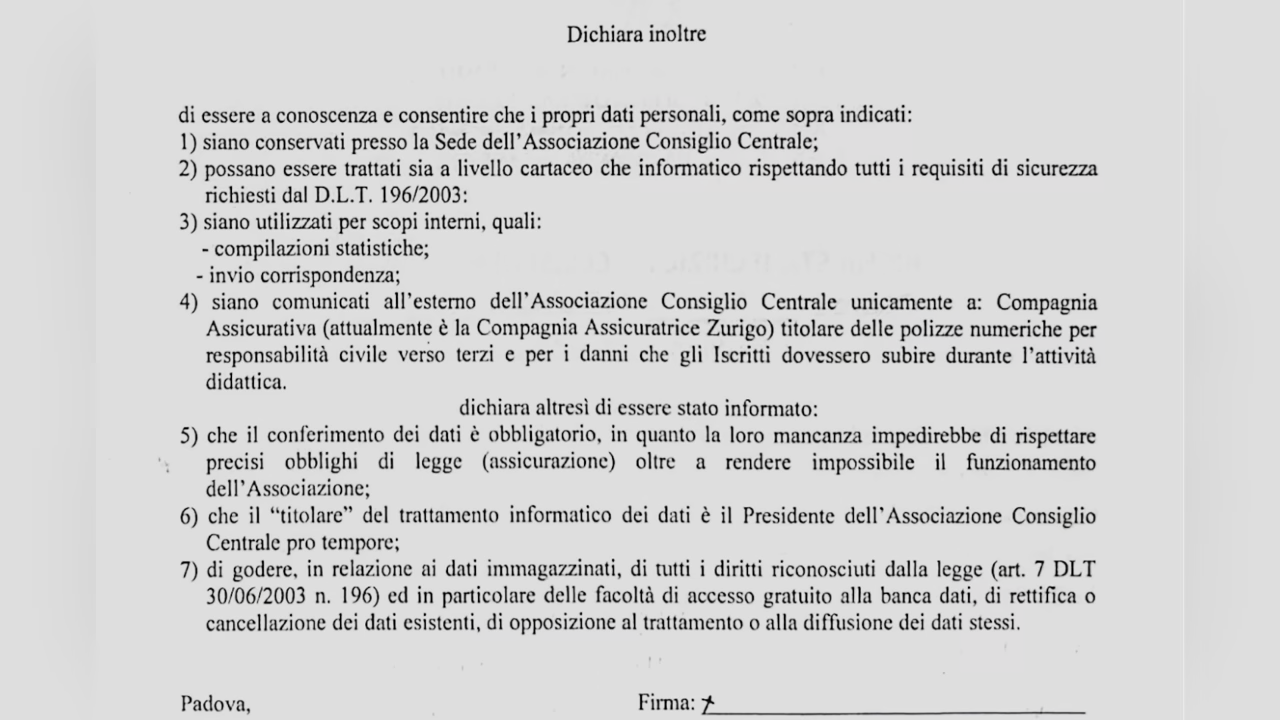 Dichiara inoltre
di essere a conoscenza e consentire che i propri dati personali, come sopra indicati:
1) siano conservati presso la Sede dell'Associazione Consiglio Centrale;
2) possano essere trattati sia a livello cartaceo che informatico rispettando tutti i requisiti di sicurezza
richiesti dal D.L.T. 196/2003:
3) siano utilizzati per scopi interni, quali:
- compilazioni statistiche;
- invio corrispondenza;
4) siano comunicati all'esterno dell'Associazione Consiglio Centrale unicamente a: Compagnia
Assicurativa (attualmente è la Compagnia Assicuratrice Zurigo) titolare delle polizze numeriche per
responsabilità civile verso terzi e per i danni che gli Iscritti dovessero subire durante l'attività
didattica.
dichiara altresì di essere stato informato:
5) che il conferimento dei dati è obbligatorio, in quanto la loro mancanza impedirebbe di rispettare
precisi obblighi di legge (assicurazione) oltre a rendere impossibile il funzionamento
dell'Associazione;
6) che il “titolare” del trattamento informatico dei dati è il Presidente dell'Associazione Consiglio
Centrale pro tempore;
7) di godere, in relazione ai dati immagazzinati, di tutti i diritti riconosciuti dalla legge (art. 7 DLT
30/06/2003 n. 196) ed in particolare delle facoltà di accesso gratuito alla banca dati, di rettifica o
cancellazione dei dati esistenti, di opposizione al trattamento o alla diffusione dei dati stessi.
Padova,
Firma: